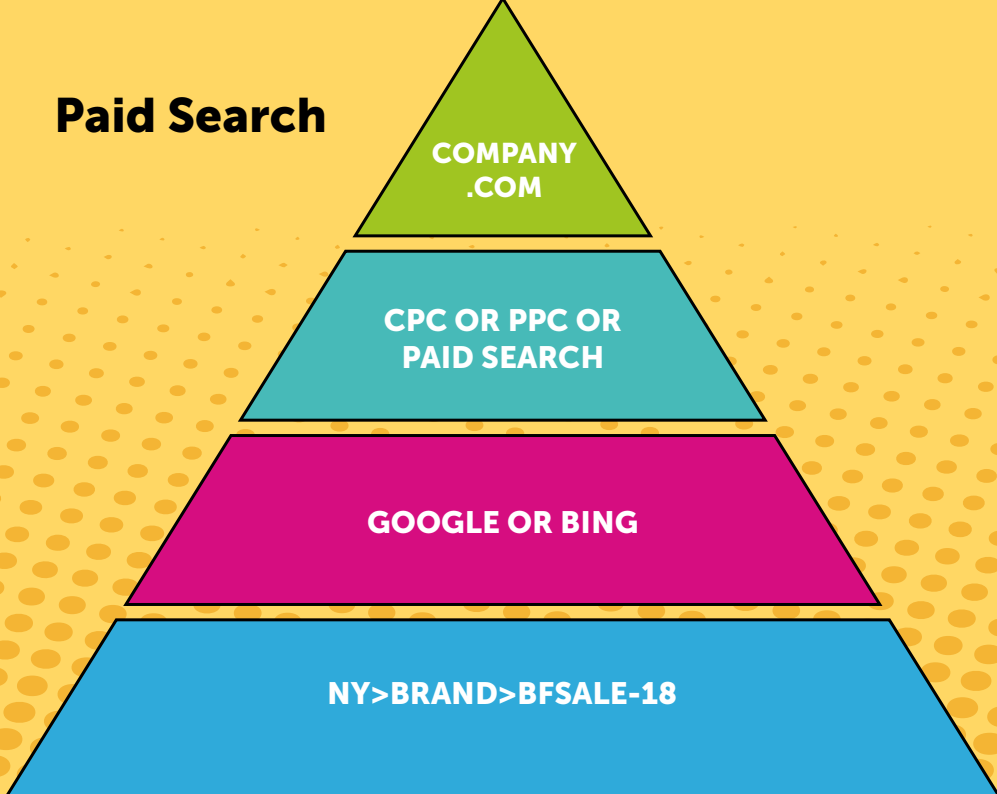 Paid Search
COMPANY
.COM
CPC OR PPC OR
PAID SEARCH
GOOGLE OR BING
NY>BRAND>BFSALE-18